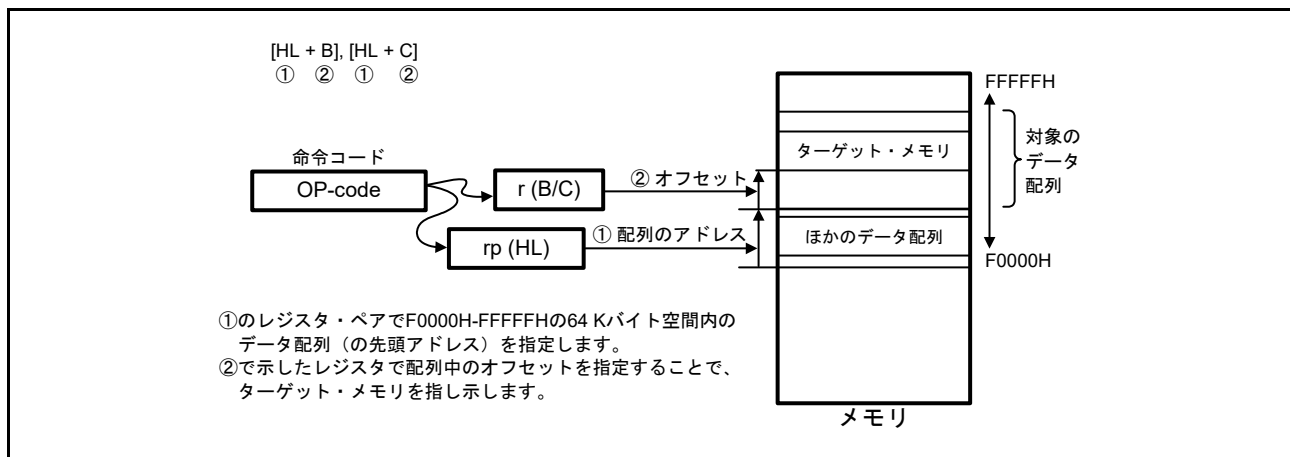 [HL + B], [HL + C]
① ② ① ②
FFFFFH
対象の
データ
配列
ターゲット・メモリ
命令コード
OP-code
r (B/C)
② オフセット
rp (HL)
① 配列のアドレス
ほかのデータ配列
F0000H
①のレジスタ・ペアでF0000H-FFFFFHの64 Kバイト空間内の
データ配列（の先頭アドレス）を指定します。
②で示したレジスタで配列中のオフセットを指定することで、
ターゲット・メモリを指し示します。
メモリ